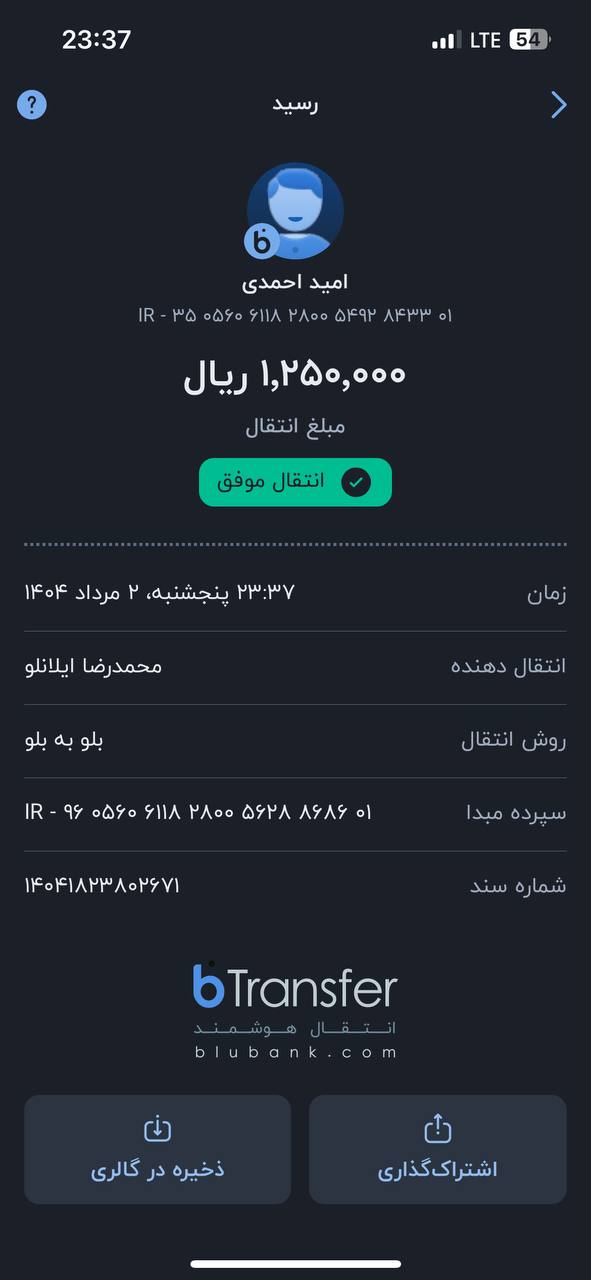 23:37
LTE 54
رسید
?
امید احمدی
IR - ۳۵ ۰۵۶۰ ۶۱۱۸ ۲۸۰۰ ۵۴۹۲ ۸۴۳۳ ۰۱
۱,۲۵۰,۰۰۰ ریال
مبلغ انتقال
انتقال موفق
زمان ۲۳:۳۷ پنجشنبه، ۲ مرداد ۱۴۰۴
انتقال دهنده محمدرضا ایلانلو
روش انتقال بلو به بلو
سپرده مبدا IR - ۹۶ ۰۵۶۰ ۶۱۱۸ ۲۸۰۰ ۵۶۲۸ ۸۶۸۶ ۰۱
شماره سند ۱۴۰۴۱۸۲۳۸۰۲۶۷۱
bTransfer
انـتـقـال هـوشـمـنـد
blubank.com
اشتراک‌گذاری
ذخیره در گالری